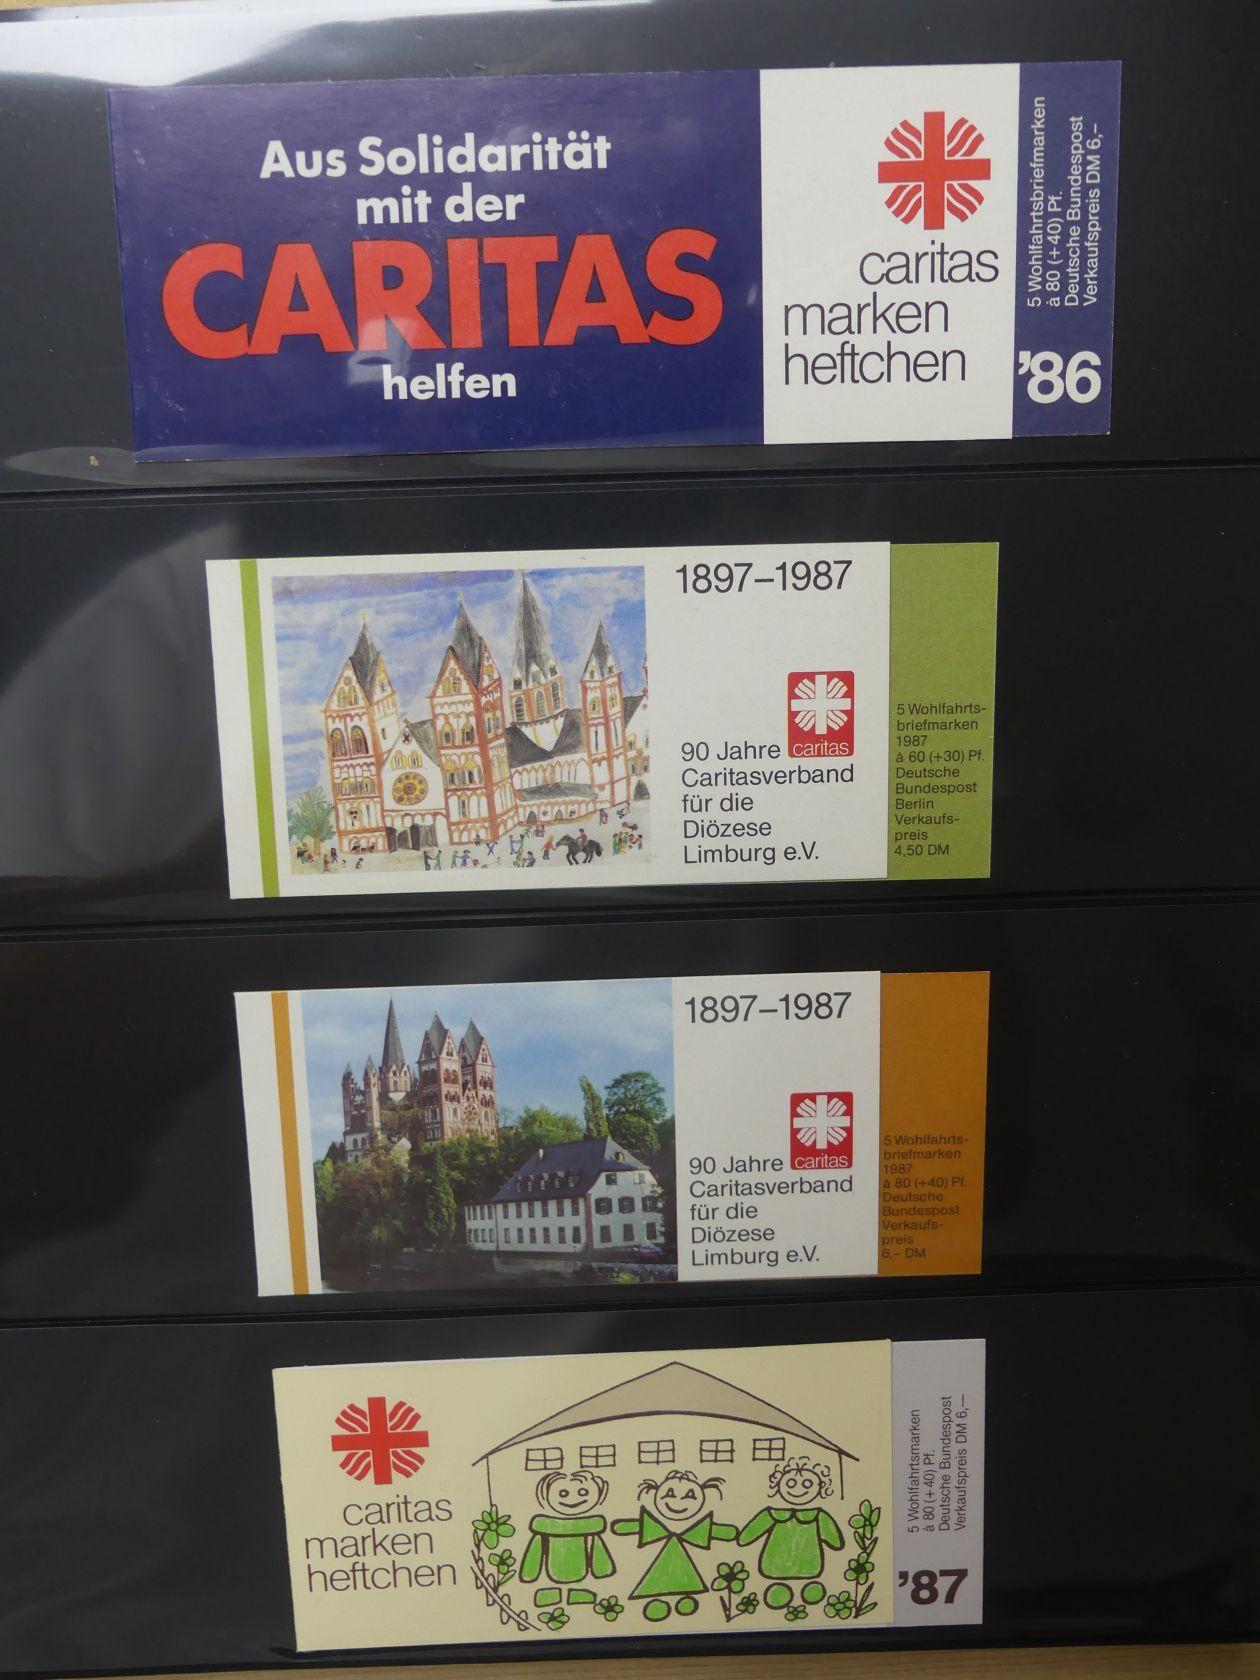 Aus Solidarität
mit der
CARITAS
helfen
caritas
marken
heftchen
5 Wohlfahrtsbriefmarken
à 80 (+40) Pf.
Deutsche Bundespost
Verkaufspreis DM 6,–
'86
1897–1987
caritas
90 Jahre
Caritasverband
für die
Diözese
Limburg e.V.
5 Wohlfahrts-
briefmarken
1987
à 60 (+30) Pf.
Deutsche
Bundespost
Berlin
Verkaufs-
preis
4,50 DM
1897–1987
caritas
90 Jahre
Caritasverband
für die
Diözese
Limburg e.V.
5 Wohlfahrts-
briefmarken
1987
à 80 (+40) Pf.
Deutsche
Bundespost
Verkaufs-
preis
6,– DM
caritas
marken
heftchen
5 Wohlfahrtsmarken
à 80 (+40) Pf.
Deutsche Bundespost
Verkaufspreis DM 6,—
'87